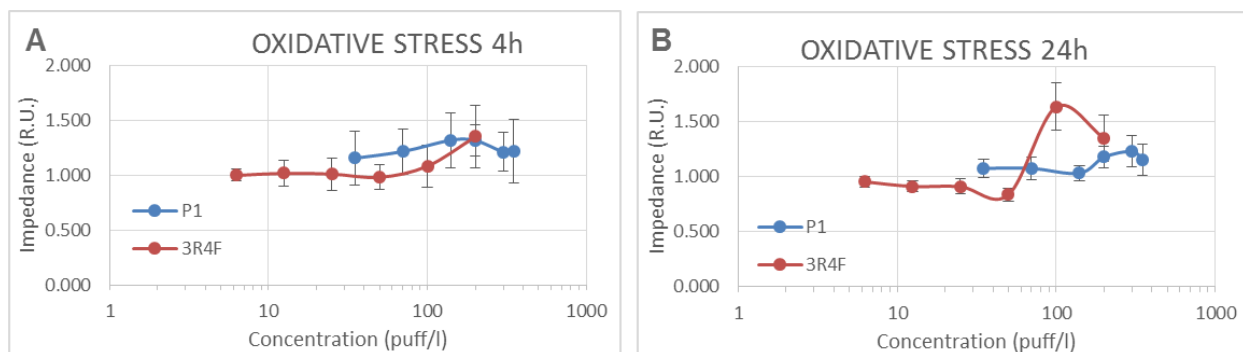 A
OXIDATIVE STRESS 4h
2.000
1.500
1.000
0.500
0.000
Impedance (R.U.)
P1
3R4F
1
10
100
1000
Concentration (puff/l)
B
OXIDATIVE STRESS 24h
2.000
1.500
1.000
0.500
0.000
Impedance (R.U.)
P1
3R4F
1
10
100
1000
Concentration (puff/l)